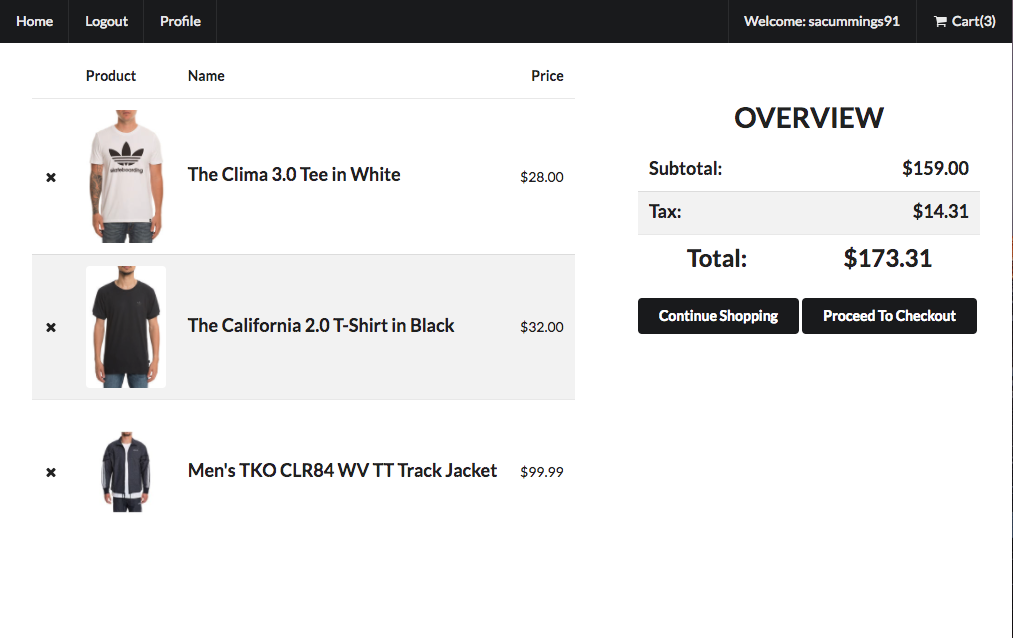 Home Logout Profile Welcome: sacummings91 Cart(3)
Product Name Price
skateboarding
The Clima 3.0 Tee in White $28.00
The California 2.0 T-Shirt in Black $32.00
Men's TKO CLR84 WV TT Track Jacket $99.99
OVERVIEW
Subtotal: $159.00
Tax: $14.31
Total: $173.31
Continue Shopping Proceed To Checkout